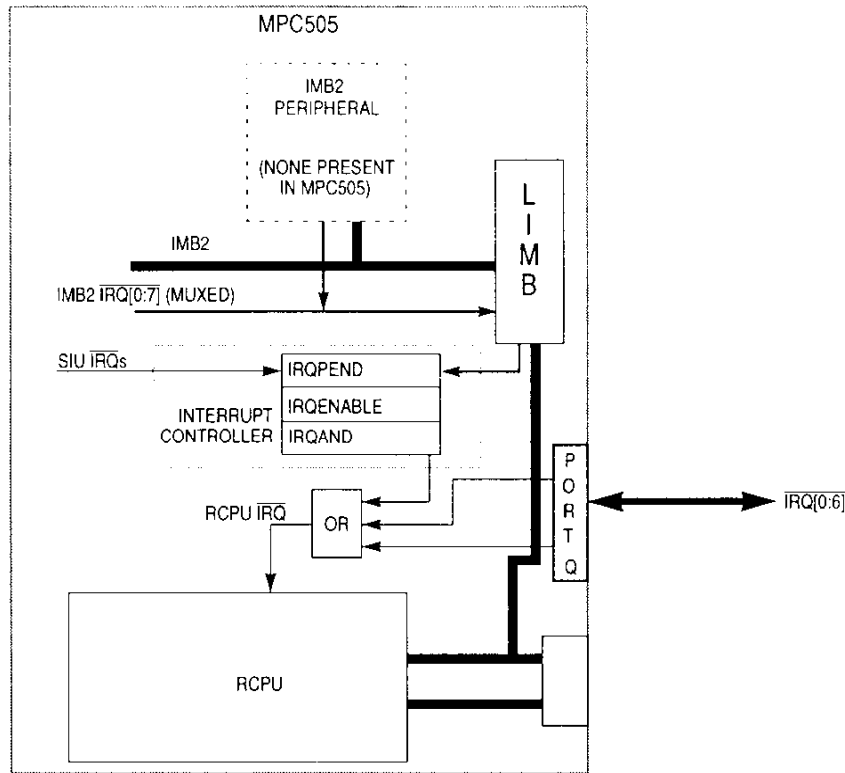 MPC505
IMB2
PERIPHERAL
(NONE PRESENT
IN MPC505)
L
I
M
B
IMB2
IMB2 IRQ[0:7] (MUXED)
SIU IRQs
IRQPEND
IRQENABLE
IRQAND
INTERRUPT
CONTROLLER
P
O
R
T
Q
IRQ[0:6]
RCPU IRQ
OR
RCPU